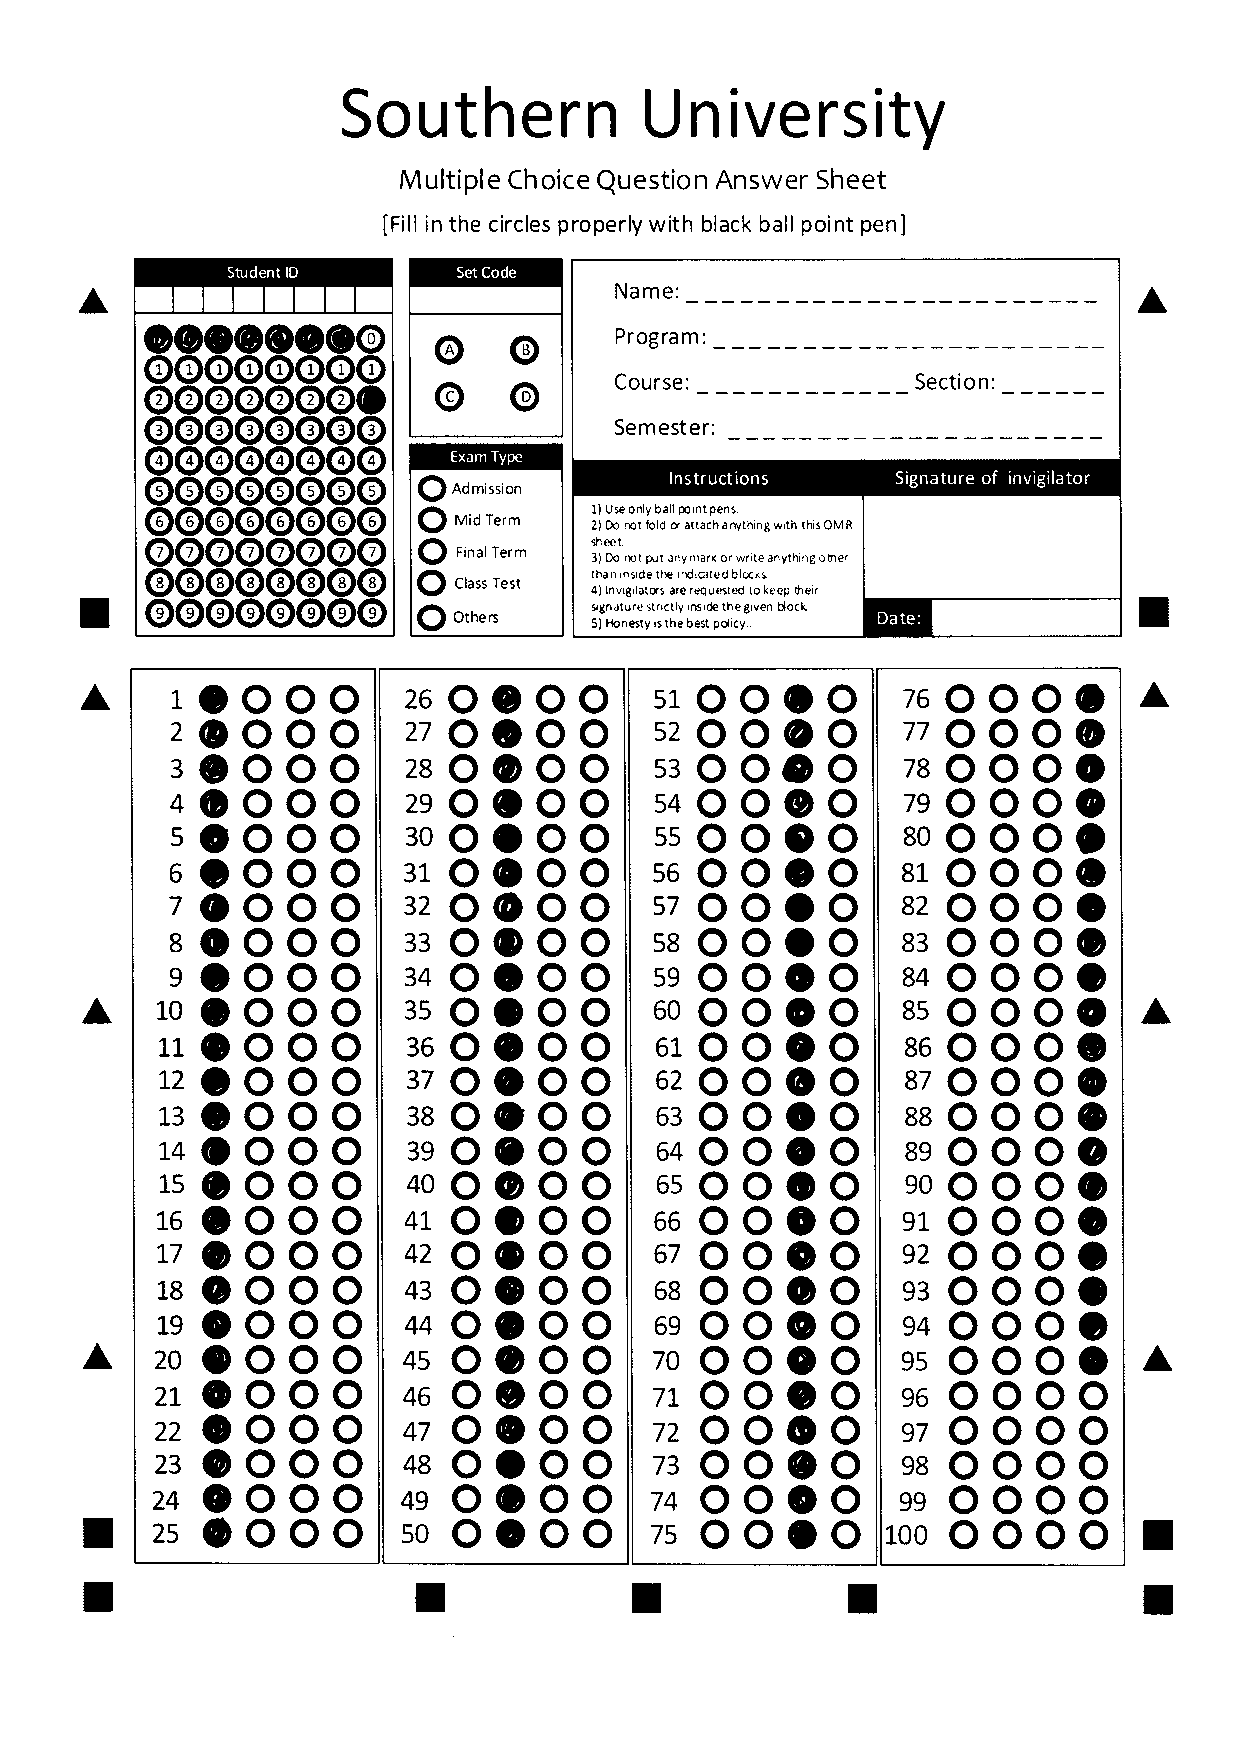 Southern University
Multiple Choice Question Answer Sheet
[Fill in the circles properly with black ball point pen]
Student ID
0
1 1 1 1 1 1 1 1
2 2 2 2 2 2 2
3 3 3 3 3 3 3 3
4 4 4 4 4 4 4 4
5 5 5 5 5 5 5 5
6 6 6 6 6 6 6 6
7 7 7 7 7 7 7 7
8 8 8 8 8 8 8 8
9 9 9 9 9 9 9 9
Set Code
A B
C D
Exam Type
Admission
Mid Term
Final Term
Class Test
Others
Name:
Program:
Course: Section:
Semester:
Instructions
1) Use only ball point pens.
2) Do not fold or attach anything with this OMR
sheet.
3) Do not put any mark or write anything other
than inside the indicated blocks.
4) Invigilators are requested to keep their
signature strictly inside the given block.
5) Honesty is the best policy..
Signature of invigilator
Date:
1
2
3
4
5
6
7
8
9
10
11
12
13
14
15
16
17
18
19
20
21
22
23
24
25
26
27
28
29
30
31
32
33
34
35
36
37
38
39
40
41
42
43
44
45
46
47
48
49
50
51
52
53
54
55
56
57
58
59
60
61
62
63
64
65
66
67
68
69
70
71
72
73
74
75
76
77
78
79
80
81
82
83
84
85
86
87
88
89
90
91
92
93
94
95
96
97
98
99
100